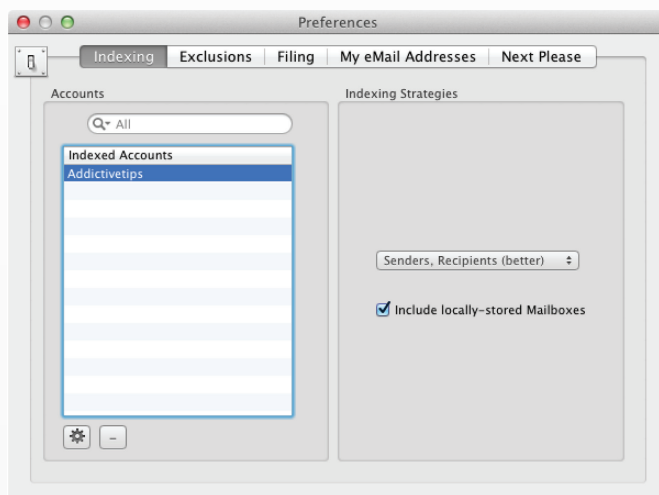 Preferences
Indexing Exclusions Filing My eMail Addresses Next Please
Accounts
Indexing Strategies
All
Indexed Accounts
Addictivetips
Senders, Recipients (better)
Include locally-stored Mailboxes